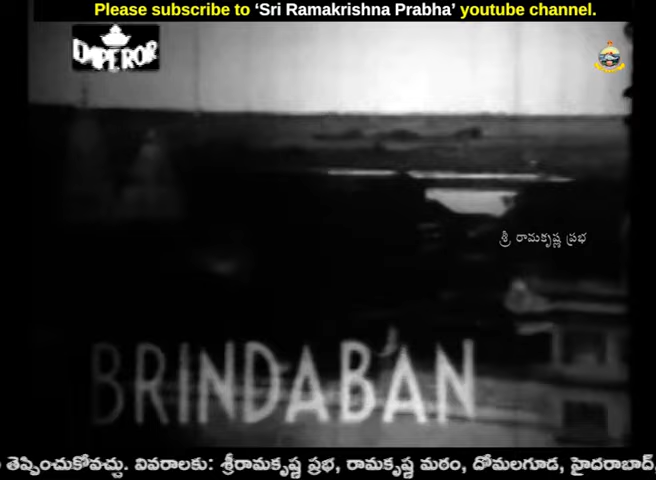 Please subscribe to ‘Sri Ramakrishna Prabha’ youtube channel.
EMPEROR
శ్రీ రామకృష్ణ ప్రభ
BRINDABAN
తెప్పించుకోవచ్చు. వివరాలకు: శ్రీరామకృష్ణ ప్రభ, రామకృష్ణ మఠం, దోమలగూడ, హైదరాబాద్,